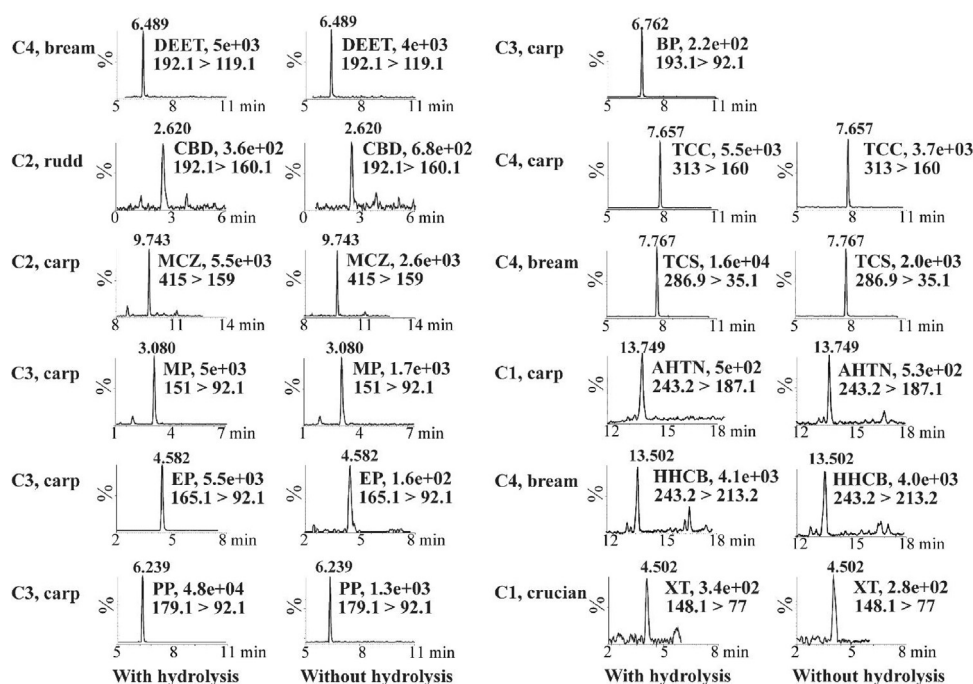 6.489
6.489
C4, bream
%
DEET, 5e+03
192.1 > 119.1
5 8 11 min
%
DEET, 4e+03
192.1 > 119.1
5 8 11 min
2.620
2.620
C2, rudd
%
CBD, 3.6e+02
192.1> 160.1
0 3 6 min
%
CBD, 6.8e+02
192.1> 160.1
0 3 6 min
9.743
9.743
C2, carp
%
MCZ, 5.5e+03
415 > 159
8 11 14 min
%
MCZ, 2.6e+03
415 > 159
8 11 14 min
3.080
3.080
C3, carp
%
MP, 5e+03
151 > 92.1
1 4 7 min
%
MP, 1.7e+03
151 > 92.1
1 4 7 min
4.582
4.582
C3, carp
%
EP, 5.5e+03
165.1 > 92.1
2 5 8 min
%
EP, 1.6e+02
165.1 > 92.1
2 5 8 min
6.239
6.239
C3, carp
%
PP, 4.8e+04
179.1 > 92.1
5 8 11 min
%
PP, 1.3e+03
179.1 > 92.1
5 8 11 min
With hydrolysis
Without hydrolysis
6.762
C3, carp
%
BP, 2.2e+02
193.1> 92.1
5 8 11 min
7.657
7.657
C4, carp
%
TCC, 5.5e+03
313 > 160
5 8 11 min
%
TCC, 3.7e+03
313 > 160
5 8 11 min
7.767
7.767
C4, bream
%
TCS, 1.6e+04
286.9 > 35.1
5 8 11 min
%
TCS, 2.0e+03
286.9 > 35.1
5 8 11 min
13.749
13.749
C1, carp
%
AHTN, 5e+02
243.2 > 187.1
12 15 18 min
%
AHTN, 5.3e+02
243.2 > 187.1
12 15 18 min
13.502
13.502
C4, bream
%
HHCB, 4.1e+03
243.2 > 213.2
12 15 18 min
%
HHCB, 4.0e+03
243.2 > 213.2
12 15 18 min
4.502
4.502
C1, crucian
%
XT, 3.4e+02
148.1 > 77
2 5 8 min
%
XT, 2.8e+02
148.1 > 77
2 5 8 min
With hydrolysis
Without hydrolysis